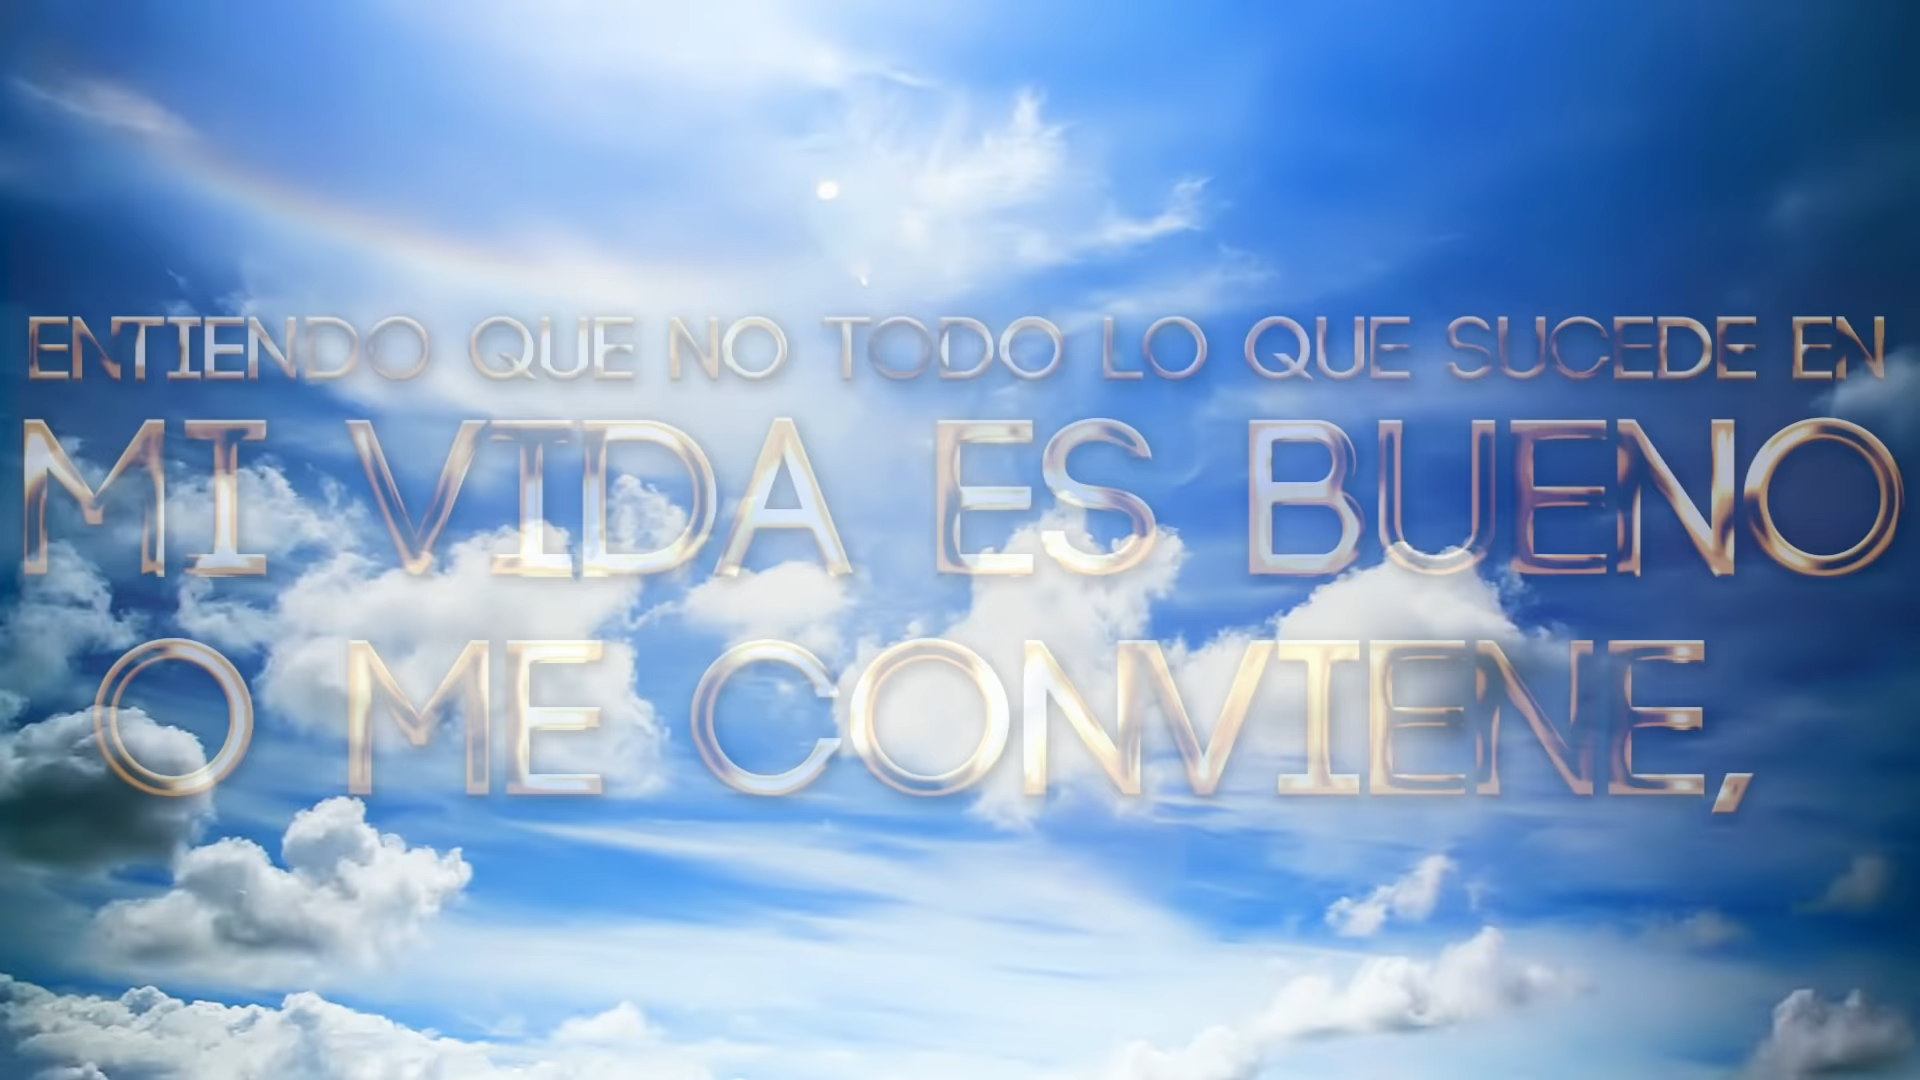 ENTIENDO QUE NO TODO LO QUE SUCEDE EN
MI VIDA ES BUENO
O ME CONVIENE,